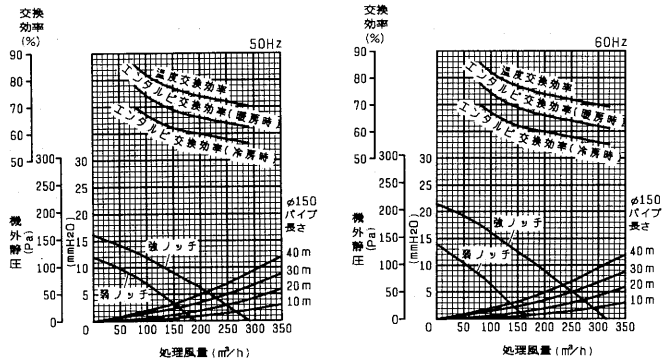 交換
効率
(%)
50Hz
90
80
70
60
50
温度交換効率
エンタルピ交換効率(暖房時)
エンタルピ交換効率(冷房時)
300
250
200
150
100
50
0
機外静圧
(Pa)
30
25
20
15
10
5
(mmH2O)
強ノッチ
弱ノッチ
φ150
パイプ
長さ
40m
30m
20m
10m
0 50 100 150 200 250 300 350
処理風量(m³/h)
交換
効率
(%)
60Hz
90
80
70
60
50
温度交換効率
エンタルピ交換効率(暖房時)
エンタルピ交換効率(冷房時)
300
250
200
150
100
50
0
機外静圧
(Pa)
30
25
20
15
10
5
(mmH2O)
強ノッチ
弱ノッチ
φ150
パイプ
長さ
40m
30m
20m
10m
0 50 100 150 200 250 300 350
処理風量(m³/h)